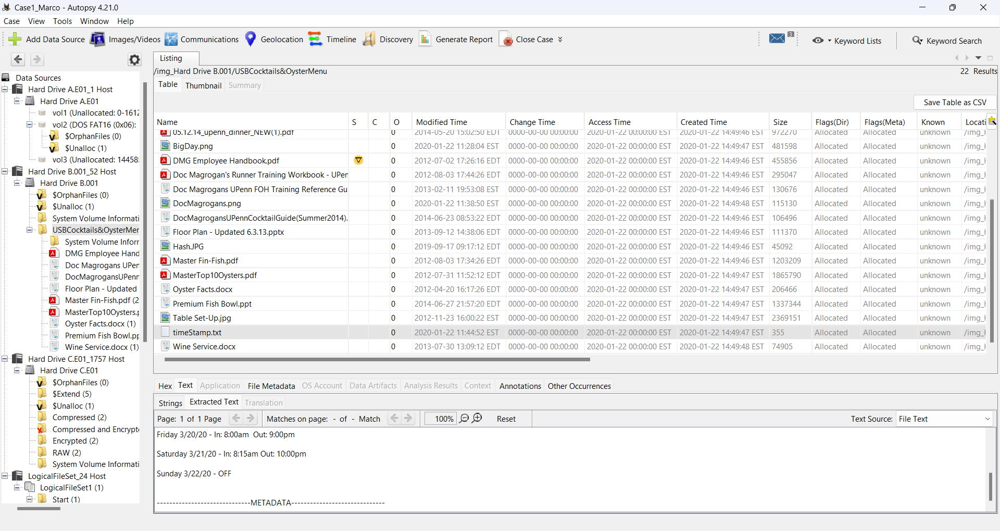 Case1_Marco - Autopsy 4.21.0
Case View Tools Window Help
Add Data Source Images/Videos Communications Geolocation Timeline Discovery Generate Report Close Case 3 Keyword Lists Keyword Search
Listing
/img_Hard Drive B.001/USBCocktails&OysterMenu 22 Results
Table Thumbnail Summary
Save Table as CSV
Data Sources
Hard Drive A.E01_1 Host
Hard Drive A.E01
vol1 (Unallocated: 0-1612
vol2 (DOS FAT16 (0x06):
$OrphanFiles (0)
$Unalloc (1)
vol3 (Unallocated: 14458
Hard Drive B.001_52 Host
Hard Drive B.001
$OrphanFiles (0)
$Unalloc (1)
System Volume Informati
USBCocktails&OysterMer
System Volume Inforr
DMG Employee Hand
Doc Magrogans UPer
DocMagrogansUPenn
Floor Plan - Updated
Master Fin-Fish.pdf (2
MasterTop10Oysters.p
Oyster Facts.docx (1)
Premium Fish Bowl.pp
Wine Service.docx (1)
Hard Drive C.E01_1757 Host
Hard Drive C.E01
$OrphanFiles (0)
$Extend (5)
$Unalloc (1)
Compressed (2)
Compressed and Encrypt
Encrypted (2)
RAW (2)
System Volume Informati
LogicalFileSet_24 Host
LogicalFileSet1 (1)
Start (1)
Name S C O Modified Time Change Time Access Time Created Time Size Flags(Dir) Flags(Meta) Known Locati
05.12.14_upenn_dinner_NEW(1).pdf 0 2014-05-20 15:02:50 EDT 0000-00-00 00:00:00 2020-01-22 00:00:00 EST 2020-01-22 14:49:46 EST 972270 Allocated Allocated unknown /img_H
BigDay.png 0 2020-01-22 11:28:04 EST 0000-00-00 00:00:00 2020-01-22 00:00:00 EST 2020-01-22 14:49:47 EST 481598 Allocated Allocated unknown /img_H
DMG Employee Handbook.pdf 0 2012-07-02 17:26:16 EDT 0000-00-00 00:00:00 2020-01-22 00:00:00 EST 2020-01-22 14:49:46 EST 455856 Allocated Allocated unknown /img_H
Doc Magrogan's Runner Training Workbook - UPer 0 2012-08-03 17:44:26 EDT 0000-00-00 00:00:00 2020-01-22 00:00:00 EST 2020-01-22 14:49:46 EST 295047 Allocated Allocated unknown /img_H
Doc Magrogans UPenn FOH Training Reference Gu 0 2013-02-11 19:53:08 EST 0000-00-00 00:00:00 2020-01-22 00:00:00 EST 2020-01-22 14:49:46 EST 130676 Allocated Allocated unknown /img_H
DocMagrogans.png 0 2020-01-22 11:38:50 EST 0000-00-00 00:00:00 2020-01-22 00:00:00 EST 2020-01-22 14:49:48 EST 115130 Allocated Allocated unknown /img_H
DocMagrogansUPennCocktailGuide(Summer2014). 0 2014-06-23 08:53:22 EDT 0000-00-00 00:00:00 2020-01-22 00:00:00 EST 2020-01-22 14:49:46 EST 106496 Allocated Allocated unknown /img_H
Floor Plan - Updated 6.3.13.pptx 0 2013-09-12 14:38:06 EDT 0000-00-00 00:00:00 2020-01-22 00:00:00 EST 2020-01-22 14:49:46 EST 111370 Allocated Allocated unknown /img_H
Hash.JPG 0 2019-09-17 09:17:12 EDT 0000-00-00 00:00:00 2020-01-22 00:00:00 EST 2020-01-22 14:49:46 EST 45092 Allocated Allocated unknown /img_H
Master Fin-Fish.pdf 0 2012-08-03 17:34:26 EDT 0000-00-00 00:00:00 2020-01-22 00:00:00 EST 2020-01-22 14:49:46 EST 1203209 Allocated Allocated unknown /img_H
MasterTop10Oysters.pdf 0 2012-07-31 11:52:12 EDT 0000-00-00 00:00:00 2020-01-22 00:00:00 EST 2020-01-22 14:49:47 EST 1865790 Allocated Allocated unknown /img_H
Oyster Facts.docx 0 2012-04-20 16:17:26 EDT 0000-00-00 00:00:00 2020-01-22 00:00:00 EST 2020-01-22 14:49:47 EST 206466 Allocated Allocated unknown /img_H
Premium Fish Bowl.ppt 0 2014-06-27 21:57:20 EDT 0000-00-00 00:00:00 2020-01-22 00:00:00 EST 2020-01-22 14:49:47 EST 1337344 Allocated Allocated unknown /img_H
Table Set-Up.jpg 0 2012-11-23 16:00:22 EST 0000-00-00 00:00:00 2020-01-22 00:00:00 EST 2020-01-22 14:49:47 EST 2369151 Allocated Allocated unknown /img_H
timeStamp.txt 0 2020-01-22 11:44:52 EST 0000-00-00 00:00:00 2020-01-22 00:00:00 EST 2020-01-22 14:49:47 EST 355 Allocated Allocated unknown /img_H
Wine Service.docx 0 2013-07-30 13:09:12 EDT 0000-00-00 00:00:00 2020-01-22 00:00:00 EST 2020-01-22 14:49:48 EST 74905 Allocated Allocated unknown /img_H
Hex Text Application File Metadata OS Account Data Artifacts Analysis Results Context Annotations Other Occurrences
Strings Extracted Text Translation
Page: 1 of 1 Page Matches on page: - of - Match 100% Reset Text Source: File Text
Friday 3/20/20 - In: 8:00am Out: 9:00pm
Saturday 3/21/20 - In: 8:15am Out: 10:00pm
Sunday 3/22/20 - OFF
------------------------------METADATA------------------------------